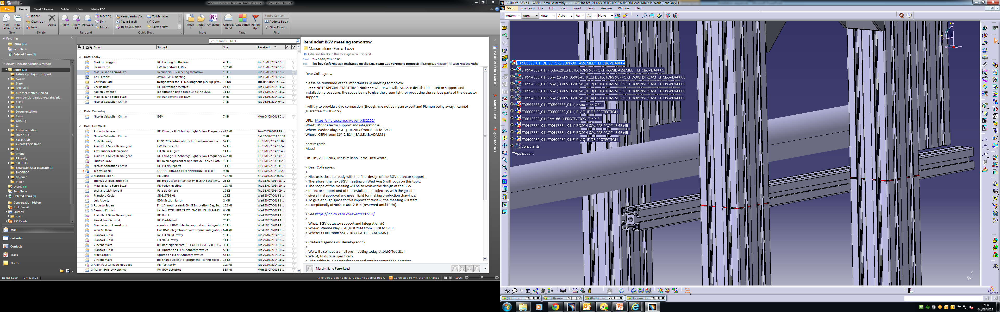 Inbox - nicolas.sebastien.chritin@cern.ch - Microsoft Outlook
File Home Send / Receive Folder View Adobe PDF
New E-mail
New Items
Ignore
Clean Up
Junk
Delete
Reply
Reply All
Forward
Meeting
IM
More
cern pension/m...
Team E-mail
Reply & Delete
To Manager
Done
Create New
Move
Rules
OneNote
Unread/ Read
Categorize
Follow Up
Find a Contact
Address Book
Filter E-mail
New Delete Respond Quick Steps Move Tags Find
Favorites
Inbox (25)
Sent Items
Deleted Items (9)
nicolas.sebastien.chritin@cern.ch
Inbox (25)
Astuces pratiques support
Awake
Biere
BOOSTER
Buncher Steffen/Ahmed
cern pension/maladie/salaire/ert...
CLIC1
CTF3
Documentation
Elena
GRACQ
IC
Instrumentation
Isolde RFQ
Kayak club
kNOWLEDGE BASE
LHC
Phone
PS cavity
SKI CLUB
Smarteam User Interface (1)
TAC/NTOF
trainnee
Victor
Drafts [56]
Sent Items
Deleted Items (9)
Conversation History
Junk E-mail
Outbox
mail
RSS Feeds
Mail
Calendar
Contacts
Tasks
Notes
Items: 5,029 Unread: 25
Search Inbox (Ctrl+E)
From Subject Size Received C...
Date: Today
Markus Brugger RE: Evening on the lake 45 KB Tue 05/08/2014 15:...
Elvina Perrin FW: Repertoire EDMS 192 KB Tue 05/08/2014 15:...
Massimiliano Ferro-Luzzi Reminder: BGV meeting tomorrow 13 KB Tue 05/08/2014 15:...
Ans Pardons AWAKE WP4 meeting 15 KB Tue 05/08/2014 12:...
Christian Carli Design work for ELENA Magnetic pick-up [Fw... 13 KB Tue 05/08/2014 12...
Cecilia Rossi RE: Rattrapage mercredi 24 KB Tue 05/08/2014 11:...
Fabien Cottenot modification bride conique pleine Ø206 11 KB Tue 05/08/2014 11:...
Massimiliano Ferro-Luzzi Re: Rangement doc BGV 9 KB Tue 05/08/2014 10:...
Nicolas Sebastien Chritin 7 KB Tue 05/08/2014 04:...
Date: Yesterday
Nicolas Sebastien Chritin BGV 7 KB Mon 04/08/2014 2...
Date: Last Week
Roberto Kersevan RE: Etuvage PU Schottky Hight & Low Frequency 422 KB Sun 03/08/2014 19:...
Nicolas Sebastien Chritin 7 KB Sat 02/08/2014 15:39
Ccrb Planning LD2IC 2014 Information / Informations sur l'ex... 57 KB Fri 01/08/2014 18:07
Alain Paul Gilles Demougeot FW: Belows info 52 KB Fri 01/08/2014 15:52
Antti Juhani Kolehmainen ELENA in August 14 KB Fri 01/08/2014 15:43
Alain Paul Gilles Demougeot RE: Etuvage PU Schottky Hight & Low Frequency 422 KB Fri 01/08/2014 14:10
Ludovic Favre RE: Demenagement temporaire de Fabien Cott... 15 KB Fri 01/08/2014 11:26
Nicolas Sebastien Chritin RE: ELENA reports 11 KB Fri 01/08/2014 11:18
Teddy Capelli UUUURRRRGGGGEEEENNNNNNNTTTT !!!!!!!! 9 KB Fri 01/08/2014 10:20
Francois Pillon RE: Joint 497 KB Fri 01/08/2014 09:50
Thomas William Birtwistle RE: production of test cavity (ELENA Schottky ... 23 KB Thu 31/07/2014 18:...
Massimiliano Ferro-Luzzi RE: today meeting 128 KB Thu 31/07/2014 10:...
cecilia.rossi@libero.it Fete de Geneve 19 KB Thu 31/07/2014 09:...
Francisco Costa ST0617736_01 10 KB Wed 30/07/2014 1...
Luis Alberty EDM Section lunch 2 MB Wed 30/07/2014 1...
Roberto Saban First Announcement: EN-KT Innovation Day, Tu... 102 KB Wed 30/07/2014 1...
Bernard Florian fichiers STEP - RPT CRATE_BIAS PANEL_LV PANEL 6 MB Wed 30/07/2014 1...
Alain Paul Gilles Demougeot RE: Point 30 KB Wed 30/07/2014 1...
Pascal Jean Secouet RE: Dashboard 26 KB Wed 30/07/2014 1...
Massimiliano Ferro-Luzzi minutes of BGV detector support and integrati... 10 KB Wed 30/07/2014 1...
Yvon Muttoni FW: BGV integration & wire scanner integratio... 628 KB Wed 30/07/2014 0...
Francois Butin Re: ELENA RF cavity 13 KB Tue 29/07/2014 19:...
Francois Butin ELENA RF cavity 11 KB Tue 29/07/2014 16:...
Vincent Maire RE: Renseignements , DECOUPE LASER / JET D'... 36 KB Tue 29/07/2014 16:...
Francois Butin RE: update on ELENA Schottky cavities 58 KB Tue 29/07/2014 16:...
Fritz Caspers update on ELENA Schottky cavities 54 KB Tue 29/07/2014 15:...
Vincent Maire RE: Shared Access for document: Technic speci... 15 KB Tue 29/07/2014 11:...
Alain Paul Gilles Demougeot RE: Test cavity 103 KB Tue 29/07/2014 10:...
Plamen Hristov Hopchev Re: BGV detectors 385 KB Mon 28/07/2014 1...
Reminder: BGV meeting tomorrow
Massimiliano Ferro-Luzzi
Extra line breaks in this message were removed.
Sent: Tue 05/08/2014 15:06
To: lhc-bgv (Information exchange on the LHC Beam Gas Vertexing project); Dominique Missiaen; Jean-Frederic Fuchs
Dear Colleagues,
please be remidned of the important BGV meeting tomorrow
=== NOTE SPECIAL START TIME: 9:00 === where we will discuss in details the detector support and
installation procedure, the scope being to give the green light for producing the various parts of the detector
support.
I will try to provide vidyo connection (though, me not being an expert and Plamen being away, I cannot
guarantee it will work)
URL: https://indico.cern.ch/event/332200/
What: BGV detector support and integration #6
When: Wednesday, 6 August 2014 from 09:00 to 12:30
Where: CERN room 864-2-B14 ( SALLE J.B.ADAMS )
best regards
Massi
On Tue, 29 Jul 2014, Massimiliano Ferro-Luzzi wrote:
> Dear Colleagues,
>
> Nicolas is close to ready with the final design of the BGV detector support.
> Therefore, the next BGV meeting on Wed Aug 6 will focus on this topic.
> The scope of the meeting will be to review the design of the BGV
> detector support and of the installation prodecure, with the goal to
> give a final approval and green light for making production drawings.
> To give enough space to this important review, the meeting will start
> exceptionally at 9:00, in 864-2-B14 (reserved until 12:30).
>
> See https://indico.cern.ch/event/332200/
>
> What: BGV detector support and integration #6
> When: Wednesday, 6 August 2014 from 09:00 to 12:30
> Where: CERN room 864-2-B14 ( SALLE J.B.ADAMS )
>
> (detailed agenda will develop soon)
>
> We will also have a small pre-meeting today at 14:00 Tue 28, in
> 2-1-34, to discuss specifically
> - the cables/tubing interference and routing around the detector
Massimiliano Ferro-Luzzi
15:00: CAFE COLLEGUE b10
Today: 0 Tasks
Quick Contacts
All folders are up to date. Updating address book. Connected to Microsoft Exchange 100%
CATIA V5 R23 64 - CERN : Small Assembly - - - [ST0566528_01 a.03 DETECTORS SUPPORT ASSEMBLY In Work (ReadOnly) ]
Start SmarTeam File Edit View Insert Tools Analyze Window Help
Autom. Auto Auto Auto Aut Aut None
ST0566528_01 DETECTORS SUPPORT ASSEMBLY LHCBGVDA0004
ST0594059_01 (Product20.1) DETECTORS SUPPORT FRAME ASSEMBLY LHCBGVDA0005
ST0594063_01 (Copy (1) of ST0590345_01.1) DETECTORS SUPPORT DOWNSTREAM LHCBGVDA0006
ST0594063_01 (Copy (1) of ST0590345_01.2) DETECTORS SUPPORT DOWNSTREAM LHCBGVDA0006
ST0594063_01 (Copy (1) of ST0590345_01.3) DETECTORS SUPPORT DOWNSTREAM LHCBGVDA0006
ST0594063_01 (Copy (1) of ST0590345_01.4) DETECTORS SUPPORT DOWNSTREAM LHCBGVDA0006
ST0594633_01 (ST0594633_01.1) beam tube Ø84
ST0600459_01 (ST0600459_01.1) PLAQUE DE PROTECTION
ST0612590_01 (Part188.1) PROTECTION SIMPLE
ST0617764_01 (ST0617764_01.1) BOSCH SQUARE PROFILE 45x45
ST0617764_01 (ST0617764_01.2) BOSCH SQUARE PROFILE 45x45
ST0600459_01 (ST0600459_01.2) PLAQUE DE PROTECTION
Constraints
Applications
(Bottom-u... (Bottom-u... (Bottom-u... Documents
CATIA
15:37
05/08/2014